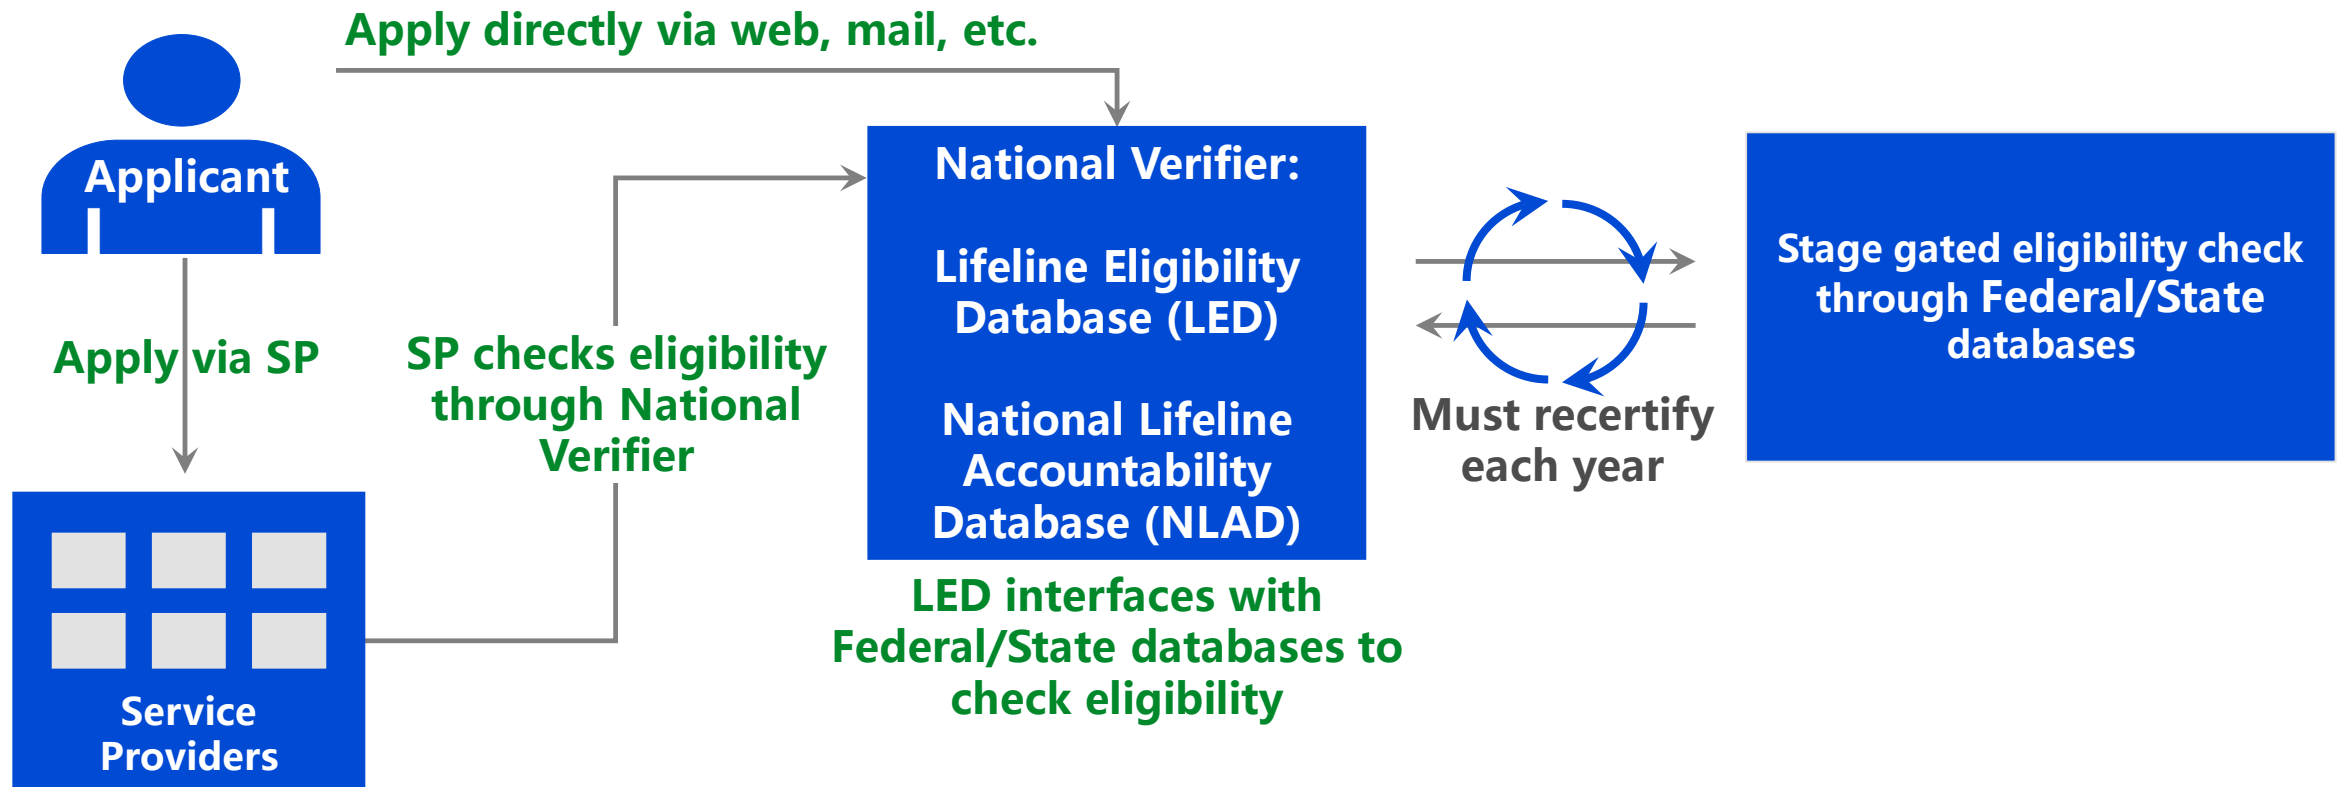 Apply directly via web, mail, etc.
Applicant
Apply via SP
Service
Providers
SP checks eligibility
through National
Verifier
National Verifier:
Lifeline Eligibility
Database (LED)
National Lifeline
Accountability
Database (NLAD)
LED interfaces with
Federal/State databases to
check eligibility
Must recertify
each year
Stage gated eligibility check
through Federal/State
databases